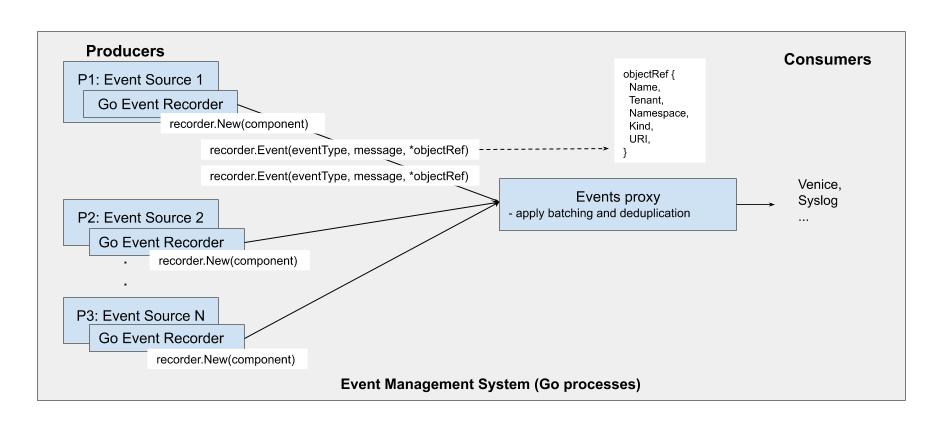 Producers
P1: Event Source 1
Go Event Recorder
recorder.New(component)
recorder.Event(eventType, message, *objectRef)
recorder.Event(eventType, message, *objectRef)
objectRef {
Name,
Tenant,
Namespace,
Kind,
URI,
}
Consumers
Events proxy
- apply batching and deduplication
Venice,
Syslog
...
P2: Event Source 2
Go Event Recorder
recorder.New(component)
.
.
P3: Event Source N
Go Event Recorder
recorder.New(component)
Event Management System (Go processes)